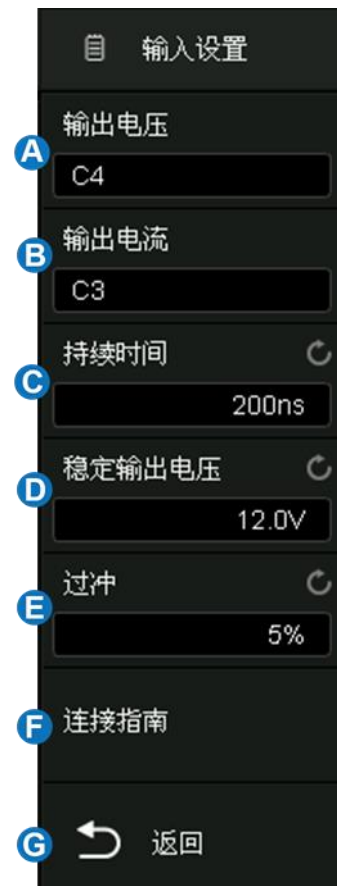 输入设置
A
输出电压
C4
B
输出电流
C3
C
持续时间
200ns
D
稳定输出电压
12.0V
E
过冲
5%
F
连接指南
G
返回